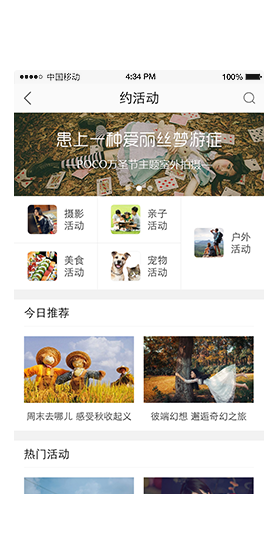 中国移动 4:34 PM 100%
约活动
患上一种爱丽丝梦游症
POCO万圣节主题室外拍摄
摄影
活动
亲子
活动
户外
活动
美食
活动
宠物
活动
今日推荐
周末去哪儿 感受秋收起义
彼端幻想 邂逅奇幻之旅
热门活动